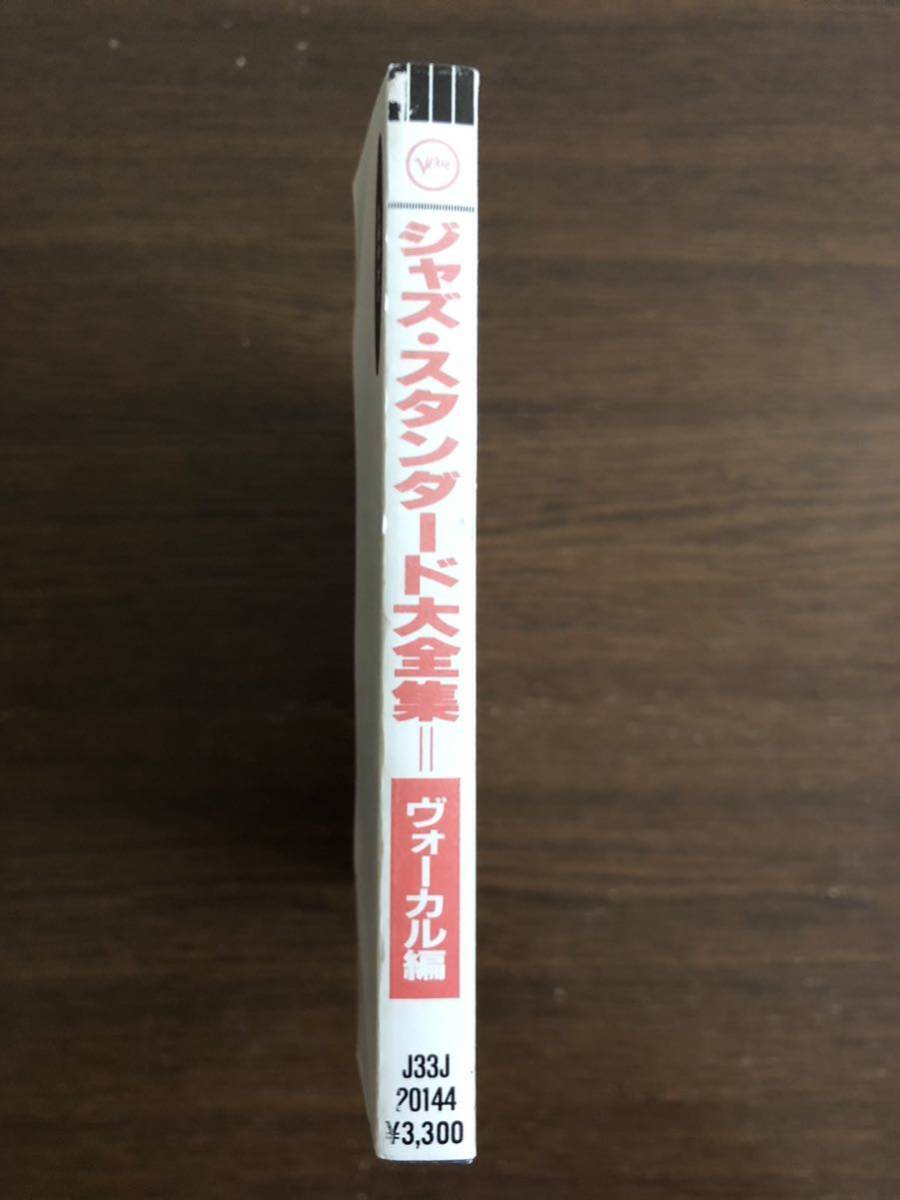 Verve
ジャズ・スタンダード大全集=
ヴォーカル編
J33J
20144
¥3,300